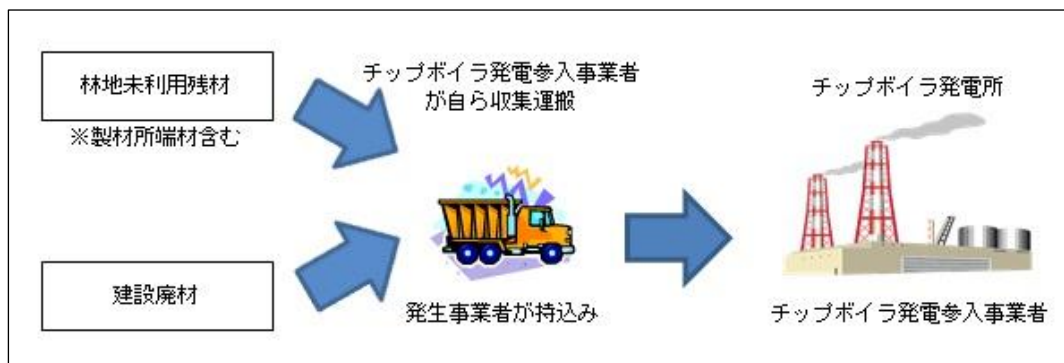 林地未利用残材
※製材所端材含む
建設廃材
チップボイラ発電参入事業者
が自ら収集運搬
発生事業者が持込み
チップボイラ発電所
チップボイラ発電参入事業者